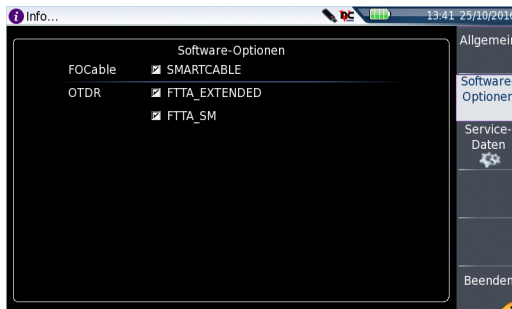 Info...
13:41 25/10/2016
Allgemein
Software-Optionen
FOCable SMARTCABLE
OTDR FTTA_EXTENDED
FTTA_SM
Software-
Optionen
Service-
Daten
Beenden